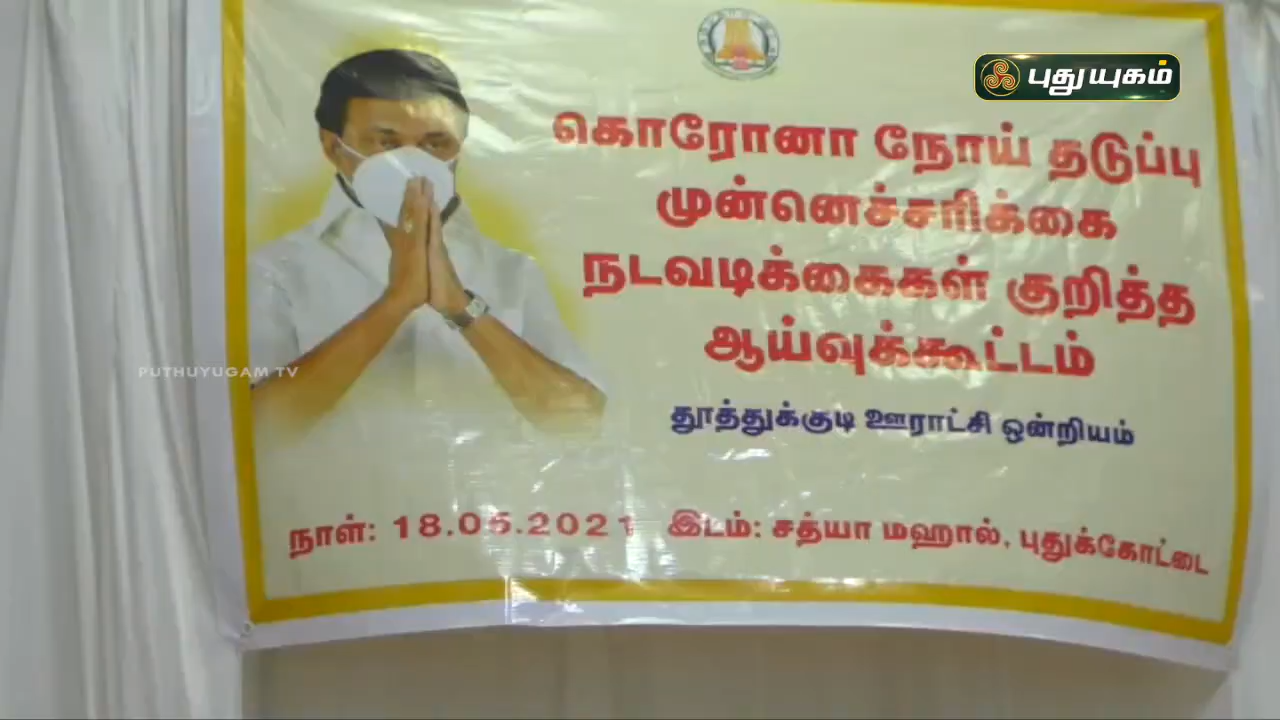 புதுயுகம்
கொரோனா நோய் தடுப்பு
முன்னெச்சரிக்கை
நடவடிக்கைகள் குறித்த
ஆய்வுக்கூட்டம்
PUTHUYUGAM TV
தூத்துக்குடி ஊராட்சி ஒன்றியம்
நாள்: 18.05.2021 இடம்: சத்யா மஹால், புதுக்கோட்டை